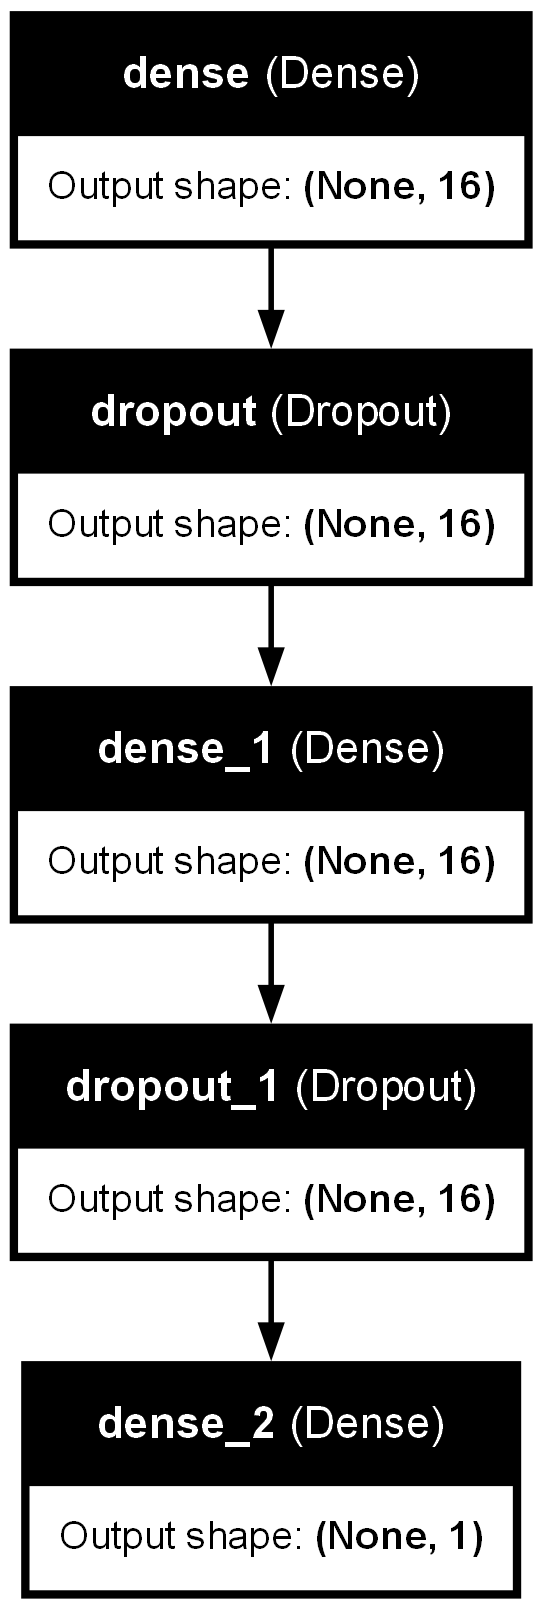 dense (Dense)
Output shape: (None, 16)
dropout (Dropout)
Output shape: (None, 16)
dense_1 (Dense)
Output shape: (None, 16)
dropout_1 (Dropout)
Output shape: (None, 16)
dense_2 (Dense)
Output shape: (None, 1)